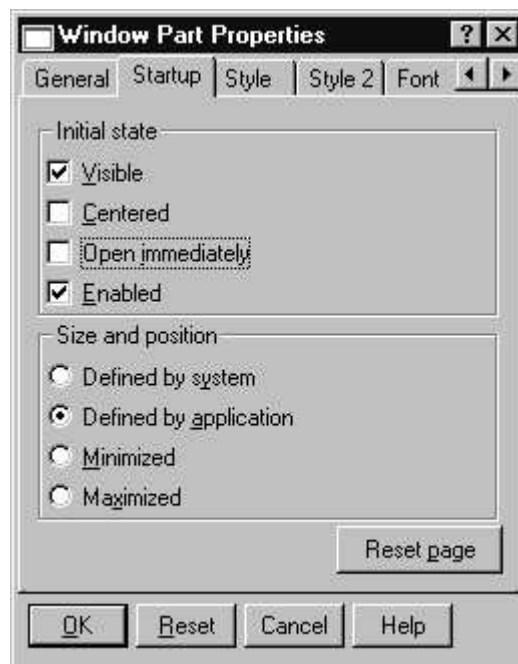 Window Part Properties ? ×
General Startup Style Style 2 Font
Initial state
Visible
Centered
Open immediately
Enabled
Size and position
Defined by system
Defined by application
Minimized
Maximized
Reset page
OK Reset Cancel Help